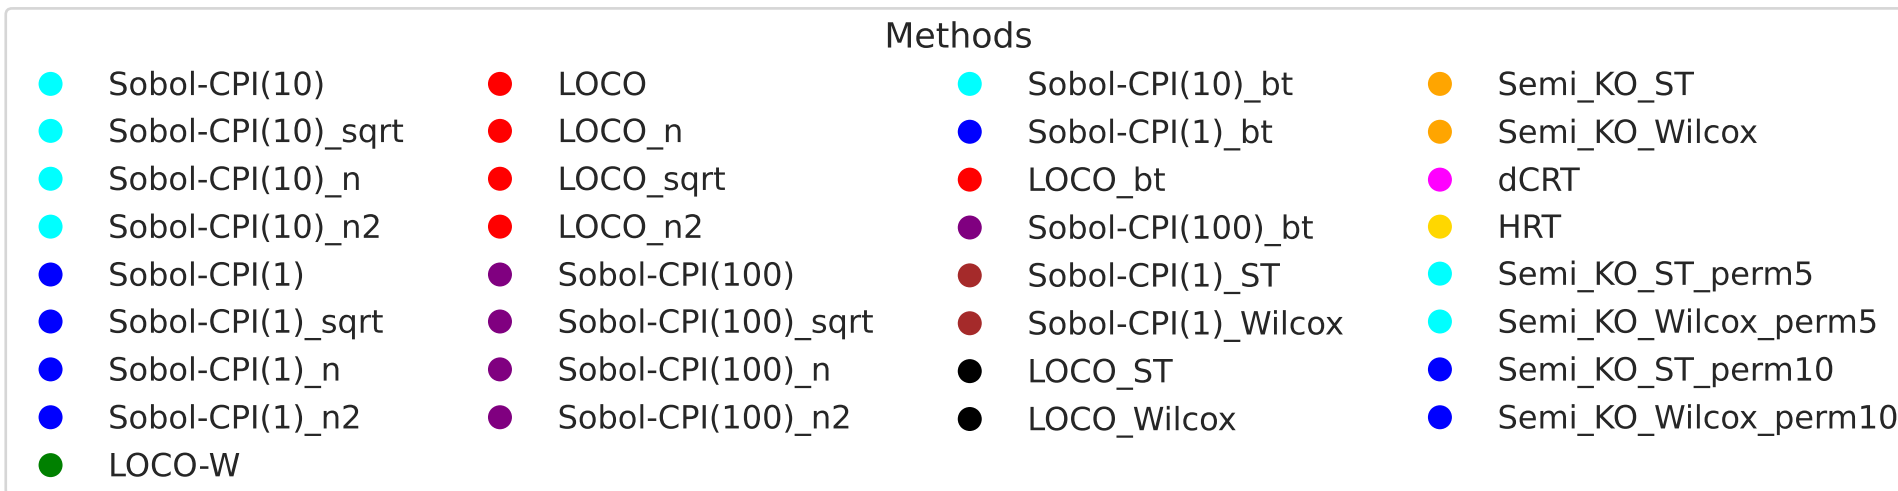 Methods
Sobol-CPI(10)
Sobol-CPI(10)_sqrt
Sobol-CPI(10)_n
Sobol-CPI(10)_n2
Sobol-CPI(1)
Sobol-CPI(1)_sqrt
Sobol-CPI(1)_n
Sobol-CPI(1)_n2
LOCO-W
LOCO
LOCO_n
LOCO_sqrt
LOCO_n2
Sobol-CPI(100)
Sobol-CPI(100)_sqrt
Sobol-CPI(100)_n
Sobol-CPI(100)_n2
Sobol-CPI(10)_bt
Sobol-CPI(1)_bt
LOCO_bt
Sobol-CPI(100)_bt
Sobol-CPI(1)_ST
Sobol-CPI(1)_Wilcox
LOCO_ST
LOCO_Wilcox
Semi_KO_ST
Semi_KO_Wilcox
dCRT
HRT
Semi_KO_ST_perm5
Semi_KO_Wilcox_perm5
Semi_KO_ST_perm10
Semi_KO_Wilcox_perm10